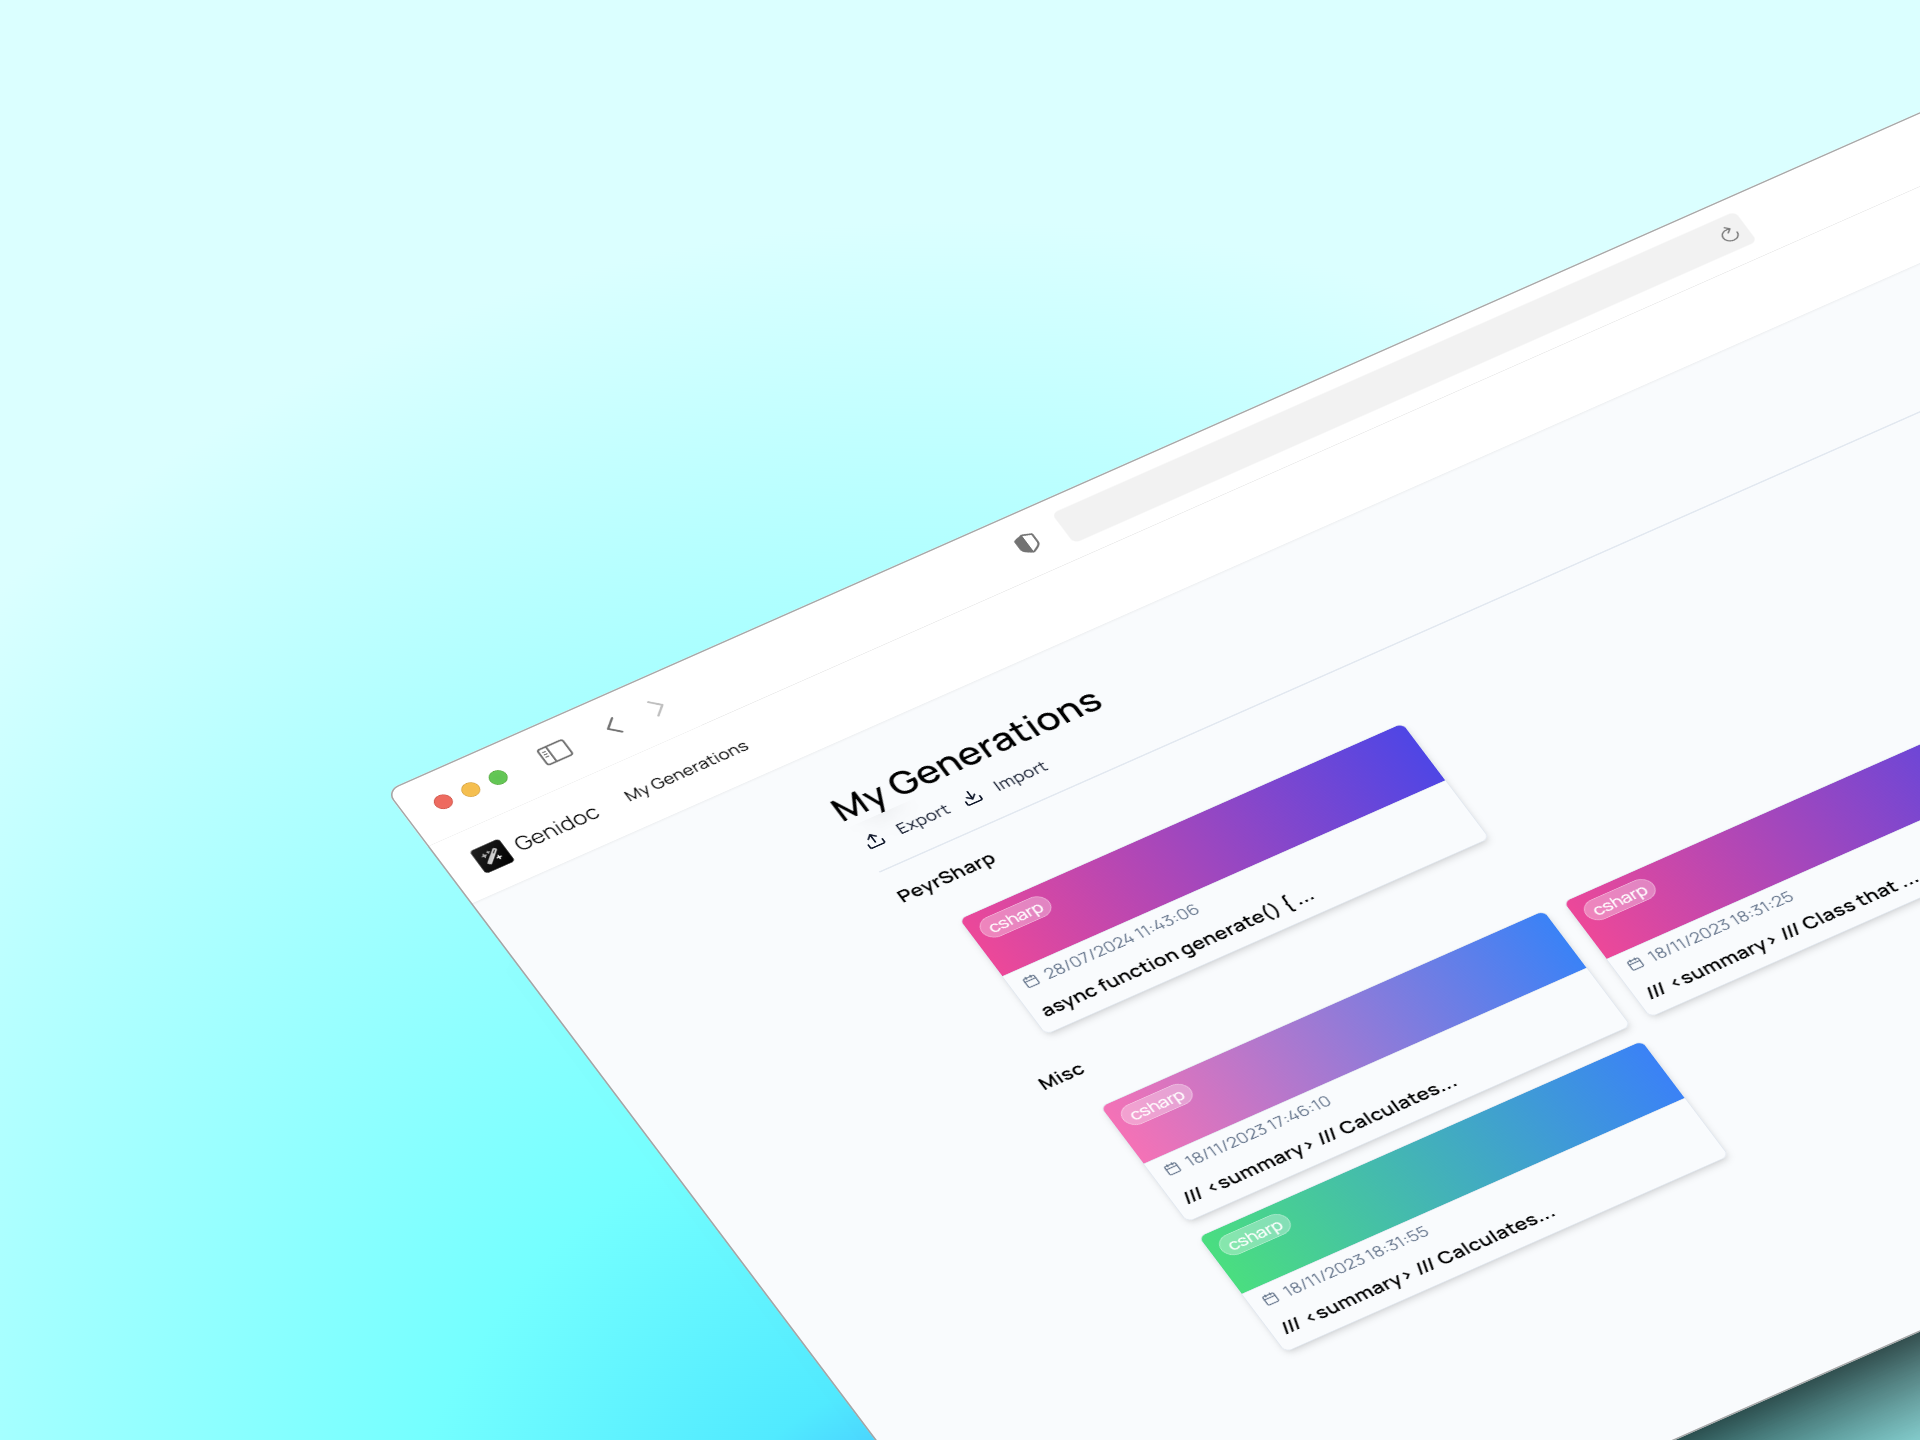 Genidoc
My Generations
My Generations
Export
Import
PeyrSharp
csharp
28/07/2024 11:43:06
async function generate() { ...
Misc
csharp
18/11/2023 17:46:10
/// <summary> /// Calculates...
csharp
18/11/2023 18:31:25
/// <summary> /// Class that ...
csharp
18/11/2023 18:31:55
/// <summary> /// Calculates...